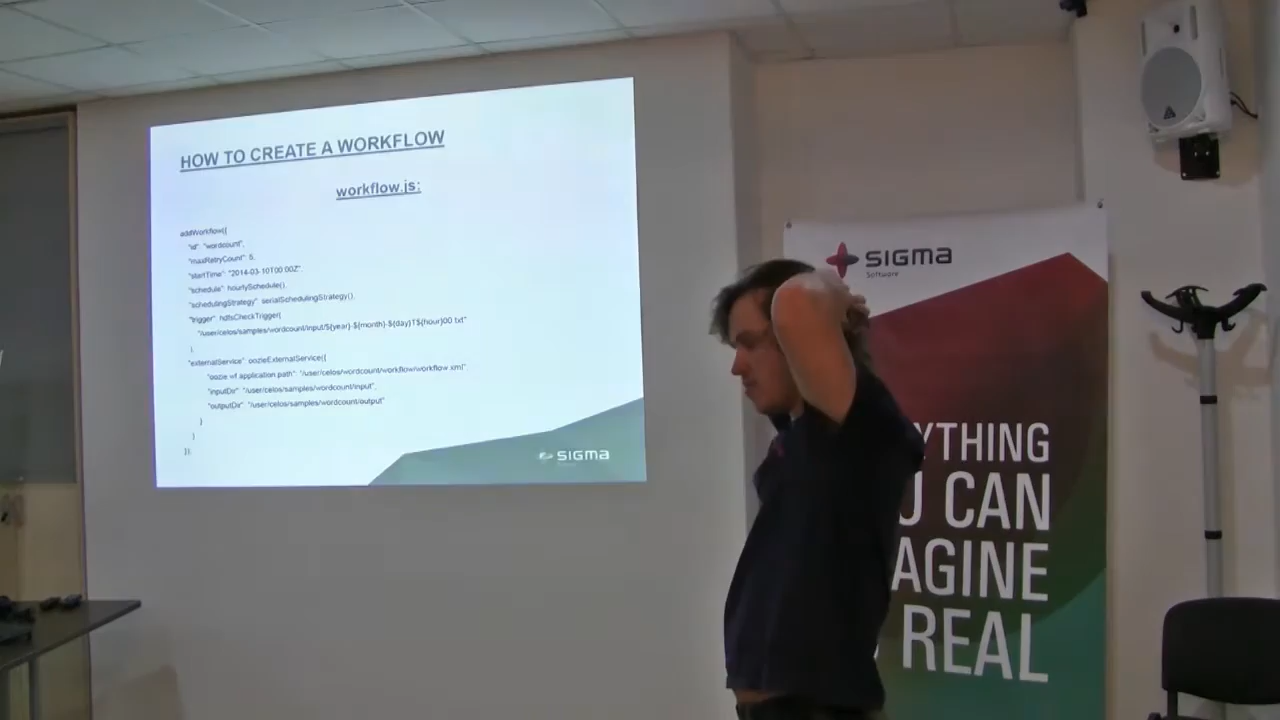 HOW TO CREATE A WORKFLOW
workflow.js:
addWorkflow({
"id": "wordcount",
"maxRetryCount": 5,
"startTime": "2014-03-10T00:00Z",
"schedule": hourlySchedule(),
"schedulingStrategy": serialSchedulingStrategy(),
"trigger": hdfsCheckTrigger(
"/user/celos/samples/wordcount/input/${year}-${month}-${day}T${hour}00.txt"
),
"externalService": oozieExternalService({
"oozie.wf.application.path": "/user/celos/wordcount/workflow/workflow.xml"
"inputDir": "/user/celos/samples/wordcount/input",
"outputDir": "/user/celos/samples/wordcount/output"
}
)
});
SIGMA
SIGMA
Software
YTHING
U CAN
AGINE
REAL